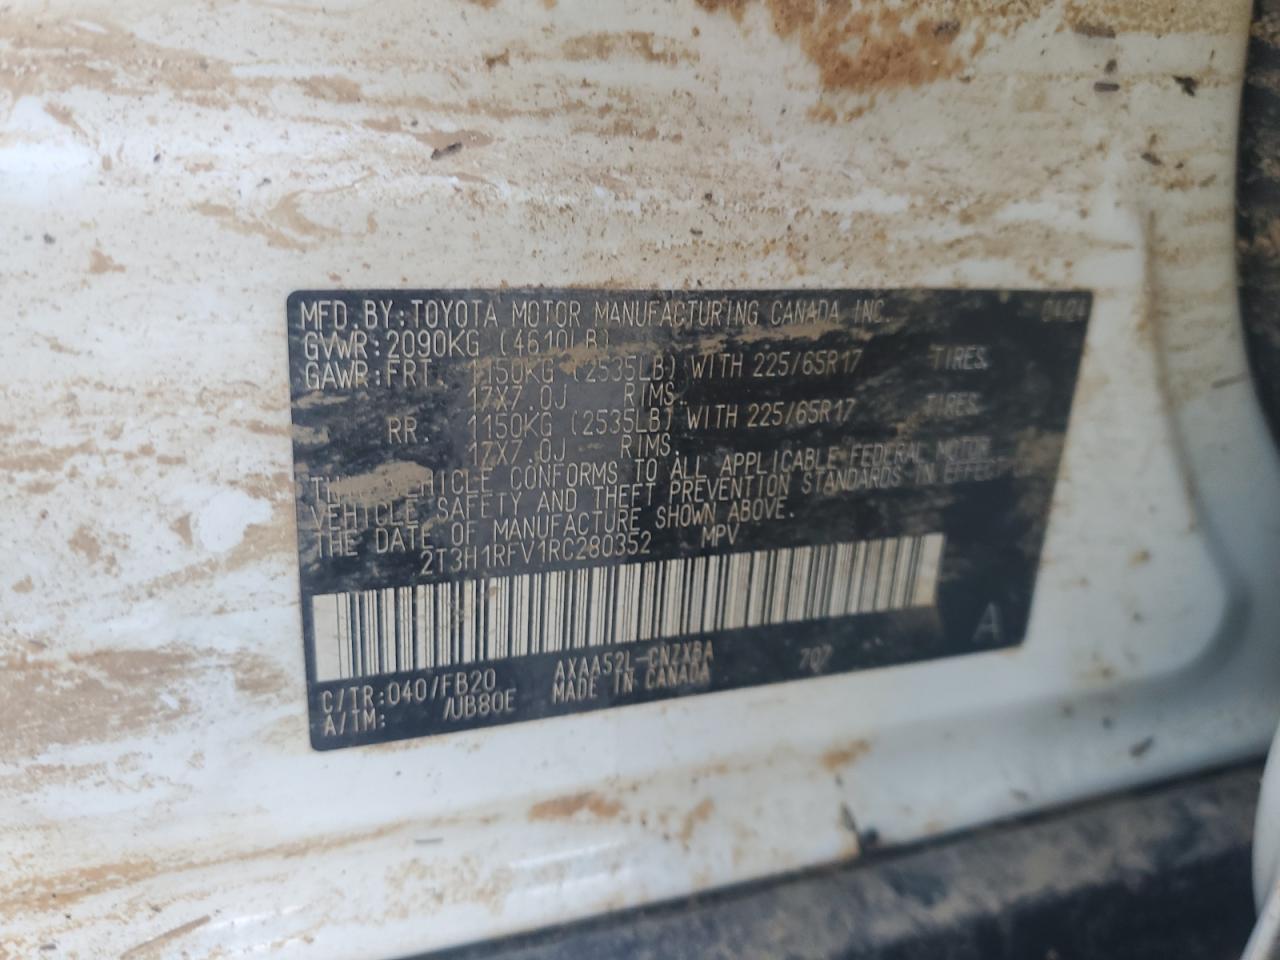 MFD.BY:TOYOTA MOTOR MANUFACTURING CANADA INC. 04/24
GVWR:2090KG (4610LB)
GAWR:FRT. 1150KG (2535LB) WITH 225/65R17 TIRES.
17X7.0J RIMS.
RR. 1150KG (2535LB) WITH 225/65R17 TIRES.
17X7.0J RIMS.
THIS VEHICLE CONFORMS TO ALL APPLICABLE FEDERAL MOTOR
VEHICLE SAFETY AND THEFT PREVENTION STANDARDS IN EFFECT
THE DATE OF MANUFACTURE SHOWN ABOVE.
2T3H1RFV1RC280352 MPV
C/TR:040/FB20 AXAA52L-CNZXBA 707 A
A/TM: /UB80E MADE IN CANADA